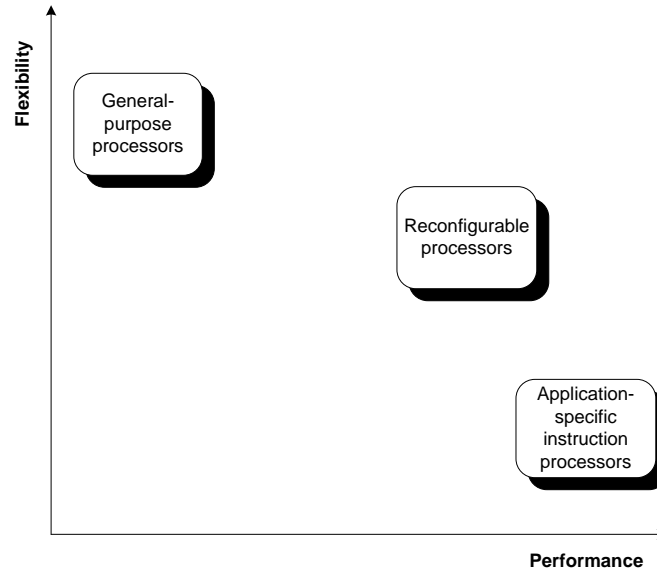 Flexibility
General-
purpose
processors
Reconfigurable
processors
Application-
specific
instruction
processors
Performance